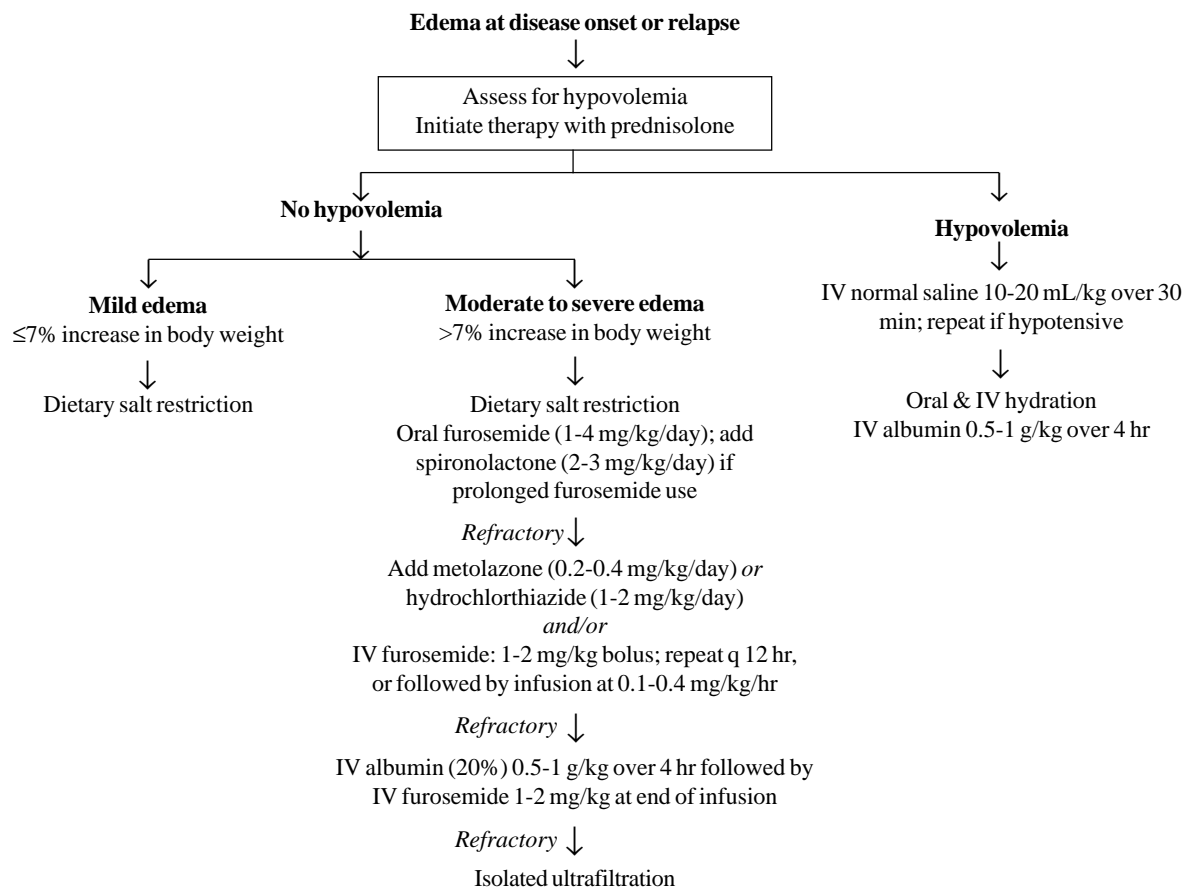 Edema at disease onset or relapse
Assess for hypovolemia
Initiate therapy with prednisolone
No hypovolemia
Hypovolemia
Mild edema
≤7% increase in body weight
Dietary salt restriction
Moderate to severe edema
>7% increase in body weight
Dietary salt restriction
Oral furosemide (1-4 mg/kg/day); add
spironolactone (2-3 mg/kg/day) if
prolonged furosemide use
Refractory
Add metolazone (0.2-0.4 mg/kg/day) or
hydrochlorthiazide (1-2 mg/kg/day)
and/or
IV furosemide: 1-2 mg/kg bolus; repeat q 12 hr,
or followed by infusion at 0.1-0.4 mg/kg/hr
Refractory
IV albumin (20%) 0.5-1 g/kg over 4 hr followed by
IV furosemide 1-2 mg/kg at end of infusion
Refractory
Isolated ultrafiltration
IV normal saline 10-20 mL/kg over 30
min; repeat if hypotensive
Oral & IV hydration
IV albumin 0.5-1 g/kg over 4 hr